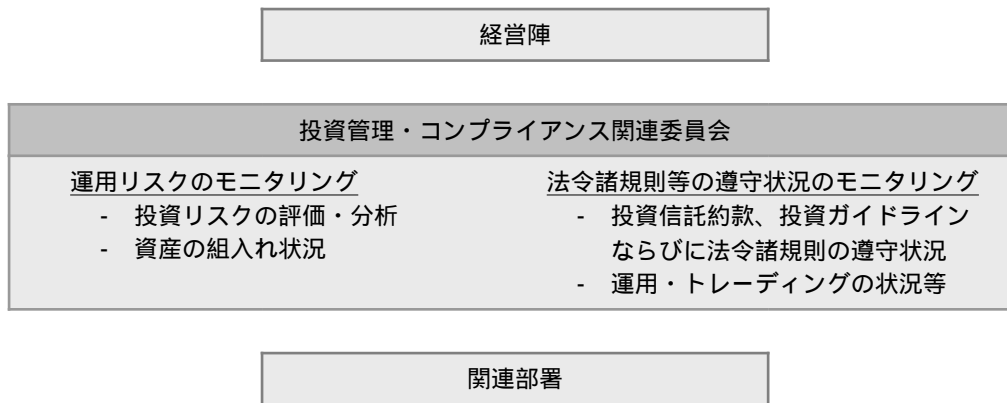 経営陣
投資管理・コンプライアンス関連委員会
運用リスクのモニタリング
- 投資リスクの評価・分析
- 資産の組入れ状況
法令諸規則等の遵守状況のモニタリング
- 投資信託約款、投資ガイドライン
ならびに法令諸規則の遵守状況
- 運用・トレーディングの状況等
関連部署